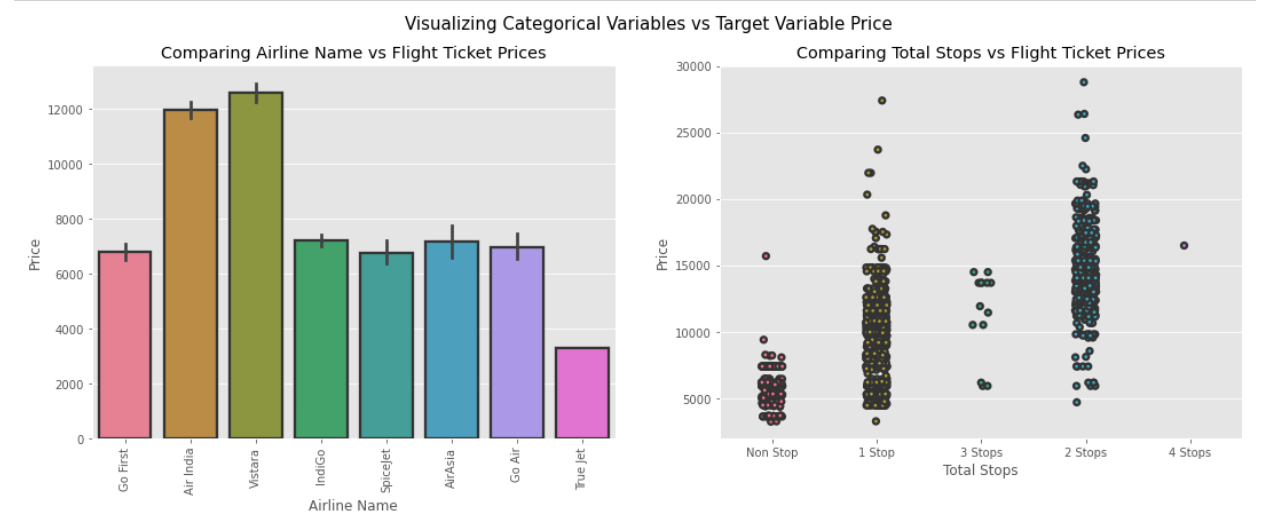 Visualizing Categorical Variables vs Target Variable Price
Comparing Airline Name vs Flight Ticket Prices
Price
12000
10000
8000
6000
4000
2000
0
Go First
Air India
Vistara
IndiGo
SpiceJet
AirAsia
Go Air
True Jet
Airline Name
Comparing Total Stops vs Flight Ticket Prices
Price
30000
25000
20000
15000
10000
5000
Non Stop
1 Stop
3 Stops
2 Stops
4 Stops
Total Stops